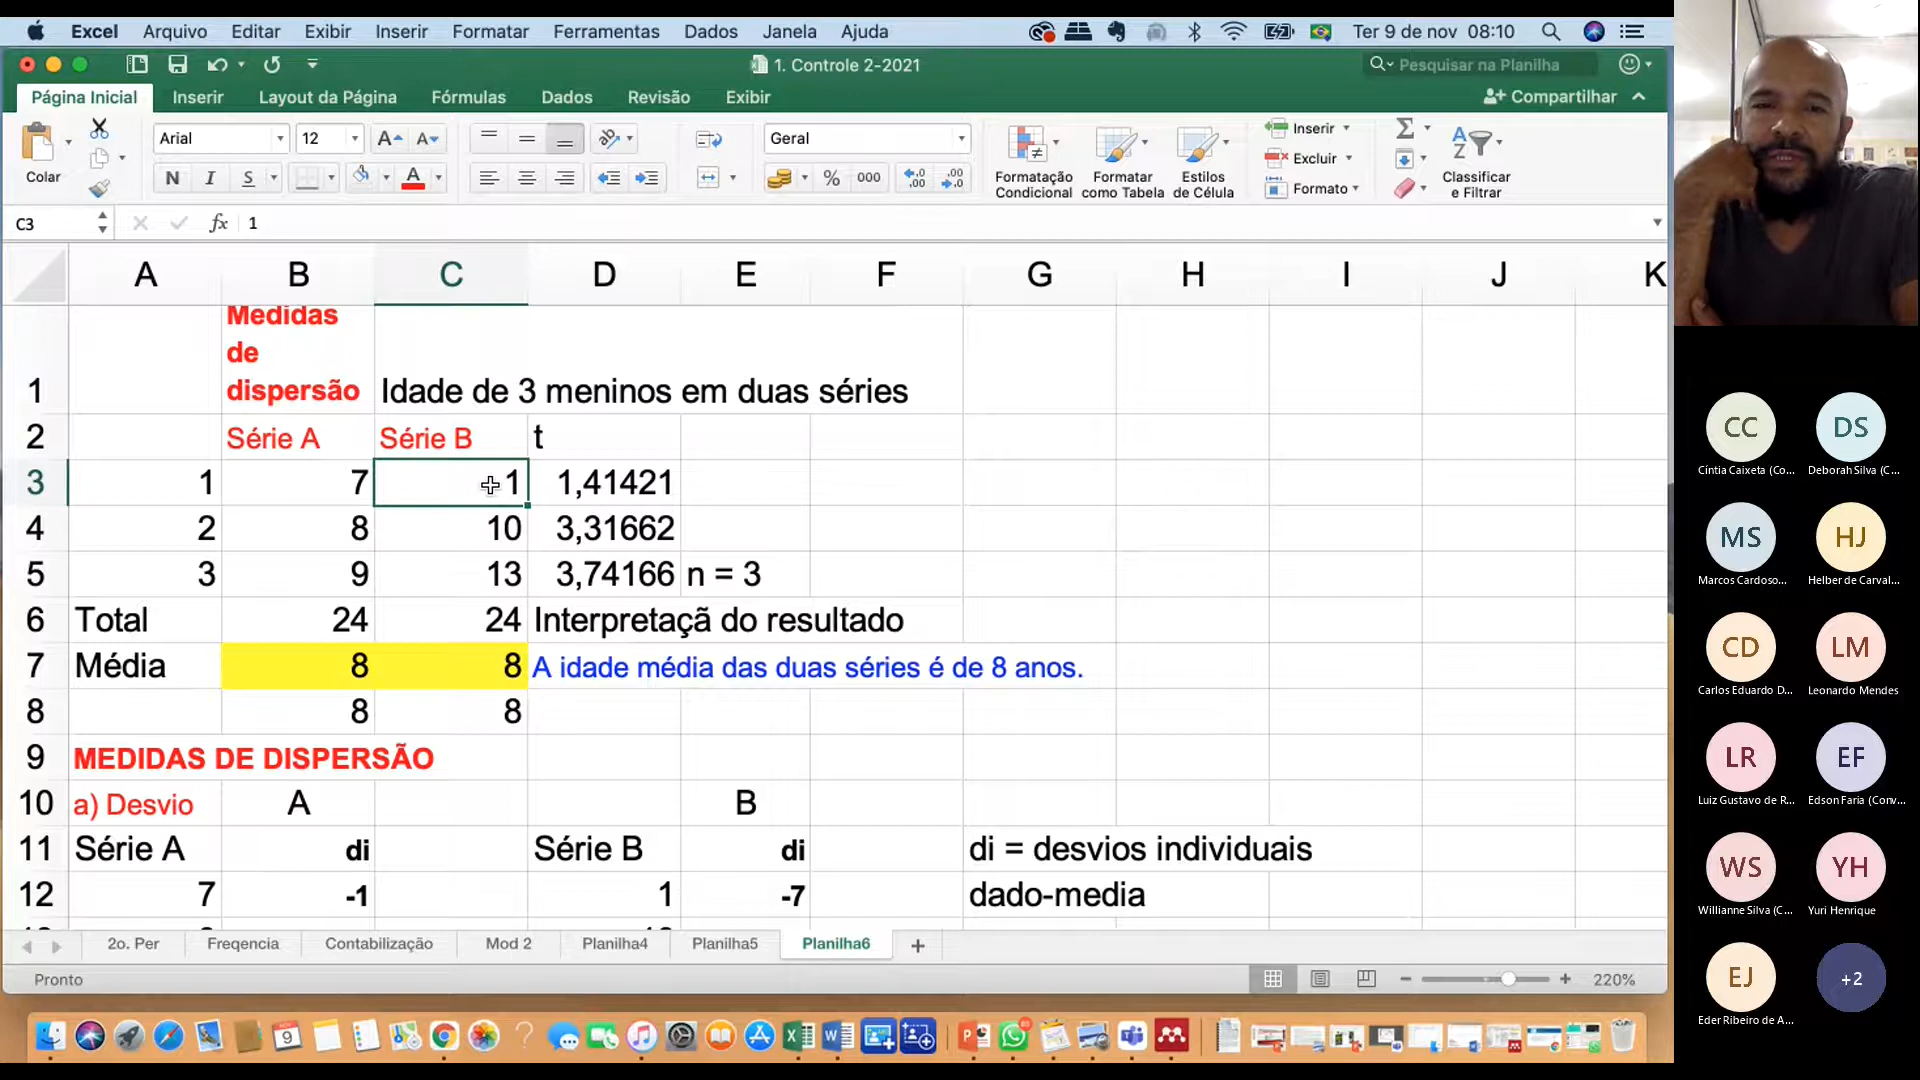 Excel Arquivo Editar Exibir Inserir Formatar Ferramentas Dados Janela Ajuda Ter 9 de nov 08:10
1. Controle 2-2021 Pesquisar na Planilha
Página Inicial Inserir Layout da Página Fórmulas Dados Revisão Exibir Compartilhar
Colar Arial 12 Geral
N I S A % 000
Formatação Condicional
Formatar como Tabela
Estilos de Célula
Inserir
Excluir
Formato
Classificar e Filtrar
C3 fx 1
A B C D E F G H I J K
1 Medidas de dispersão Idade de 3 meninos em duas séries
2 Série A Série B t
3 1 7 1 1,41421
4 2 8 10 3,31662
5 3 9 13 3,74166 n = 3
6 Total 24 24 Interpretaçã do resultado
7 Média 8 8 A idade média das duas séries é de 8 anos.
8 8 8
9 MEDIDAS DE DISPERSÃO
10 a) Desvio A B
11 Série A di Série B di di = desvios individuais
12 7 -1 1 -7 dado-media
2o. Per Freqencia Contabilização Mod 2 Planilha4 Planilha5 Planilha6
Pronto 220%
CC DS
Cíntia Caixeta (Co... Deborah Silva (C...
MS HJ
Marcos Cardoso... Helber de Carval...
CD LM
Carlos Eduardo D... Leonardo Mendes
LR EF
Luiz Gustavo de R... Edson Faria (Conv...
WS YH
Willianne Silva (C... Yuri Henrique
EJ +2
Eder Ribeiro de A...